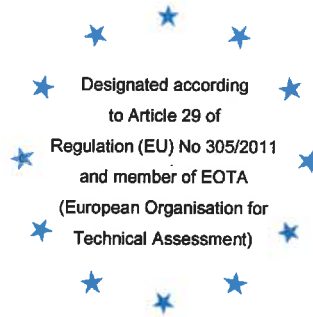 Designated according
to Article 29 of
Regulation (EU) No 305/2011
and member of EOTA
(European Organisation for
Technical Assessment)